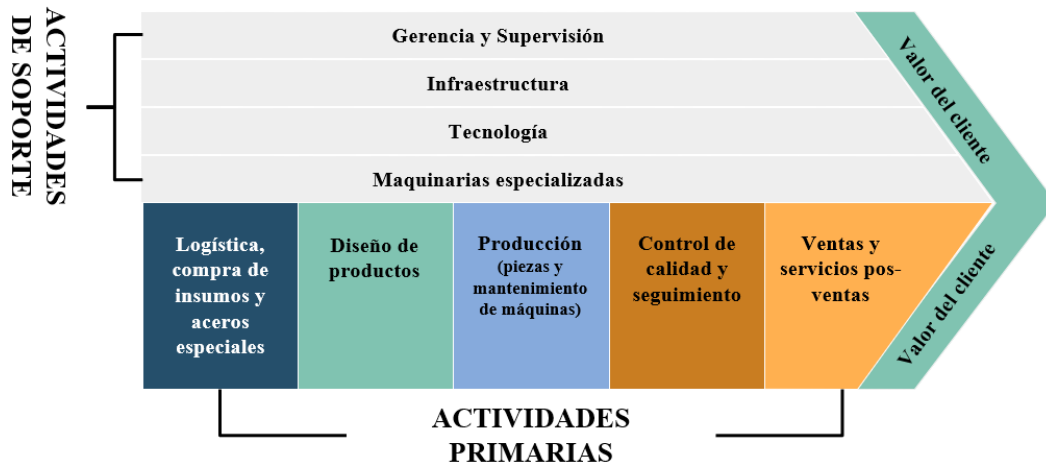 ACTIVIDADES
DE SOPORTE
Gerencia y Supervisión
Infraestructura
Tecnología
Maquinarias especializadas
Valor del cliente
Logística,
compra de
insumos y
aceros
especiales
Diseño de
productos
Producción
(piezas y
mantenimiento
de máquinas)
Control de
calidad y
seguimiento
Ventas y
servicios pos-
ventas
Valor del cliente
ACTIVIDADES
PRIMARIAS